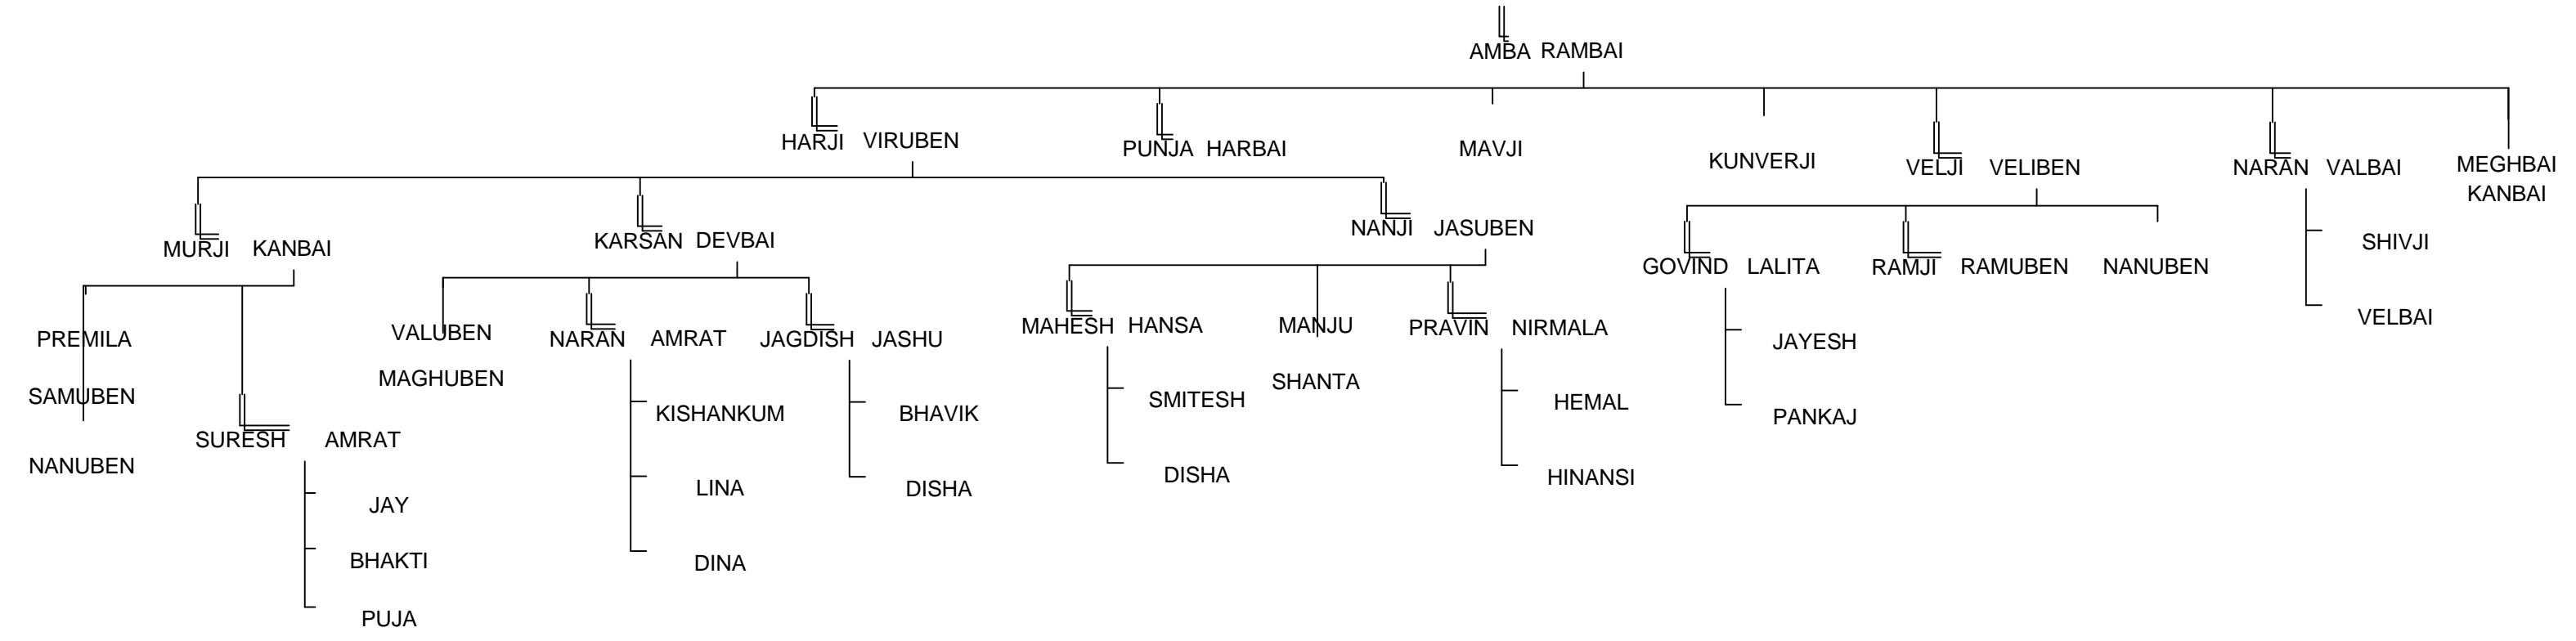 AMBA RAMBAI
HARJI VIRUBEN PUNJA HARBAI MAVJI KUNVERJI VELJI VELIBEN NARAN VALBAI MEGHBAI
KANBAI
MURJI KANBAI KARSAN DEVBAI NANJI JASUBEN GOVIND LALITA RAMJI RAMUBEN NANUBEN SHIVJI
PREMILA VALUBEN NARAN AMRAT JAGDISH JASHU MAHESH HANSA MANJU PRAVIN NIRMALA JAYESH VELBAI
SAMUBEN MAGHUBEN KISHANKUM BHAVIK SMITESH SHANTA HEMAL PANKAJ
SURESH AMRAT
NANUBEN LINA DISHA DISHA HINANSI
JAY
BHAKTI DINA
PUJA